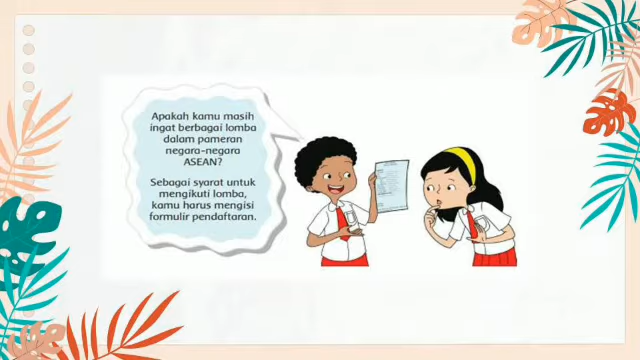 Apakah kamu masih
ingat berbagai lomba
dalam pameran
negara-negara
ASEAN?
Sebagai syarat untuk
mengikuti lomba,
kamu harus mengisi
formulir pendaftaran.